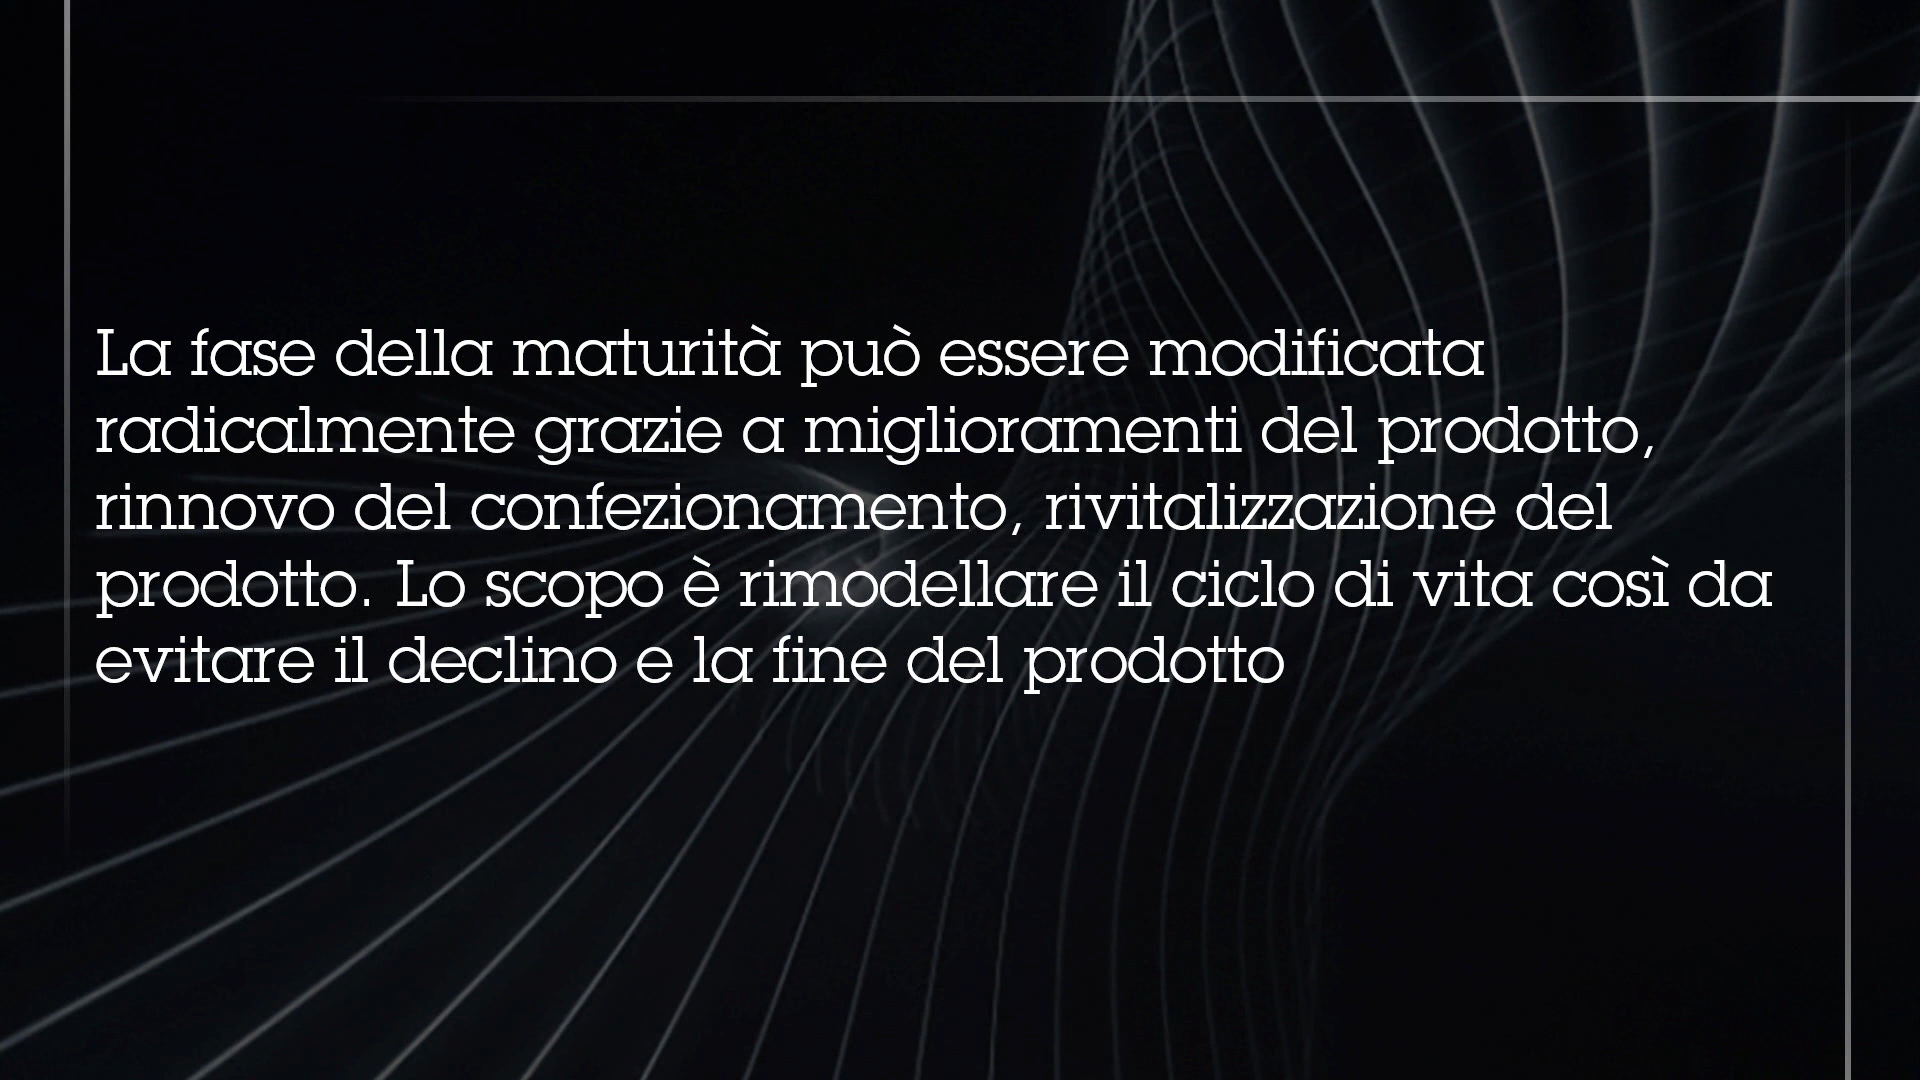 La fase della maturità può essere modificata
radicalmente grazie a miglioramenti del prodotto,
rinnovo del confezionamento, rivitalizzazione del
prodotto. Lo scopo è rimodellare il ciclo di vita così da
evitare il declino e la fine del prodotto